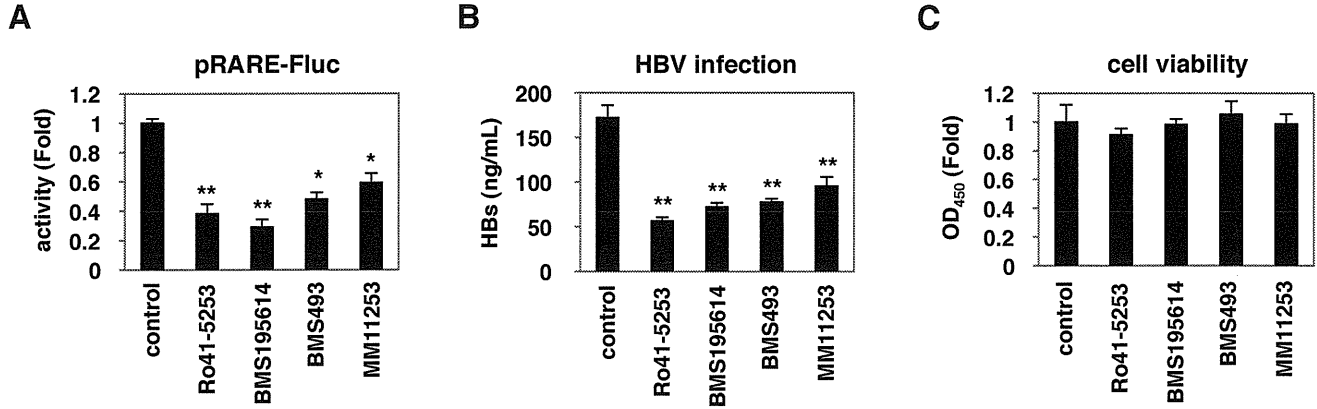 A
pRARE-Fluc
activity (Fold)
1.2
1
0.8
0.6
0.4
0.2
0
**
**
*
*
control
Ro41-5253
BMS195614
BMS493
MM11253
B
HBV infection
HBs (ng/mL)
200
150
100
50
0
**
**
**
**
control
Ro41-5253
BMS195614
BMS493
MM11253
C
cell viability
OD450 (Fold)
1.2
1
0.8
0.6
0.4
0.2
0
control
Ro41-5253
BMS195614
BMS493
MM11253